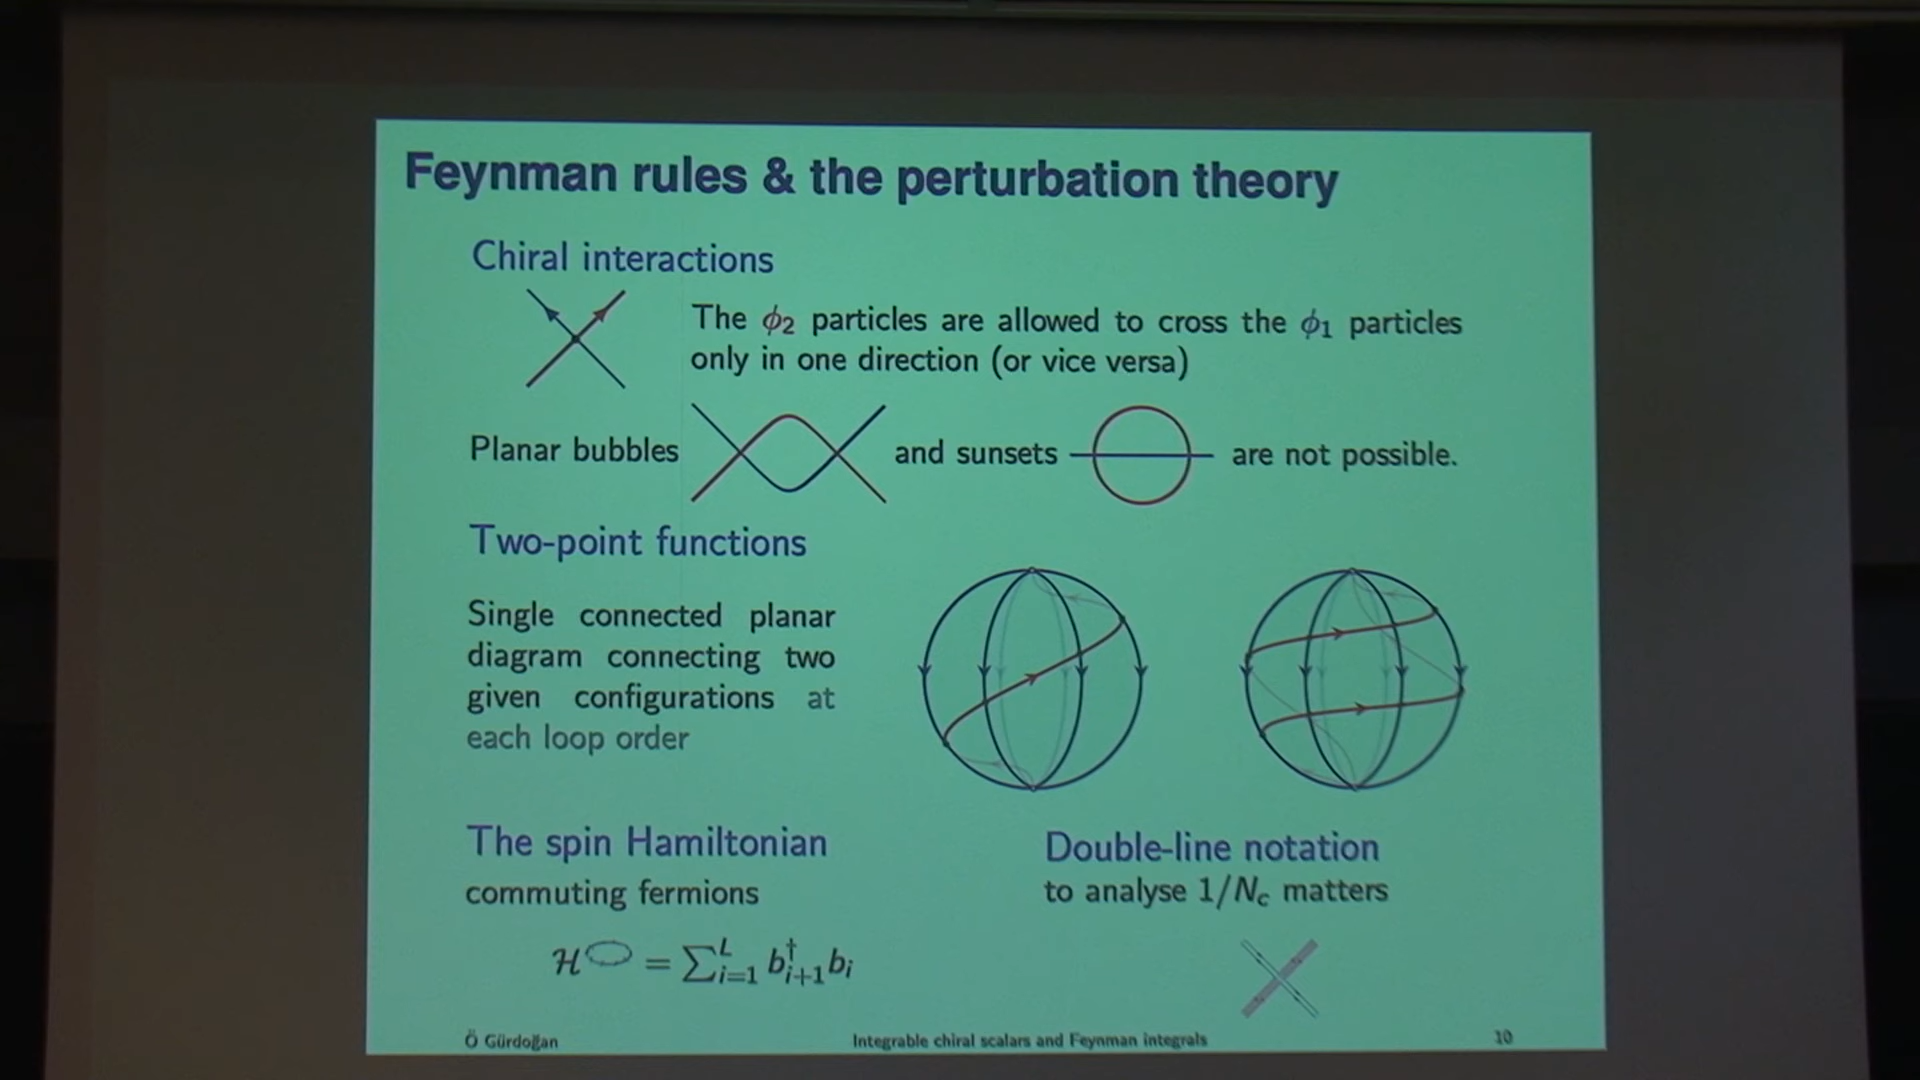 Feynman rules & the perturbation theory
Chiral interactions
The ϕ₂ particles are allowed to cross the ϕ₁ particles
only in one direction (or vice versa)
Planar bubbles and sunsets are not possible.
Two-point functions
Single connected planar
diagram connecting two
given configurations at
each loop order
The spin Hamiltonian
commuting fermions
ℋ = ∑ᵢ₌₁ᴸ b†ᵢ₊₁bᵢ
Double-line notation
to analyse 1/N_c matters
Ö Gürdoğan
Integrable chiral scalars and Feynman integrals
10